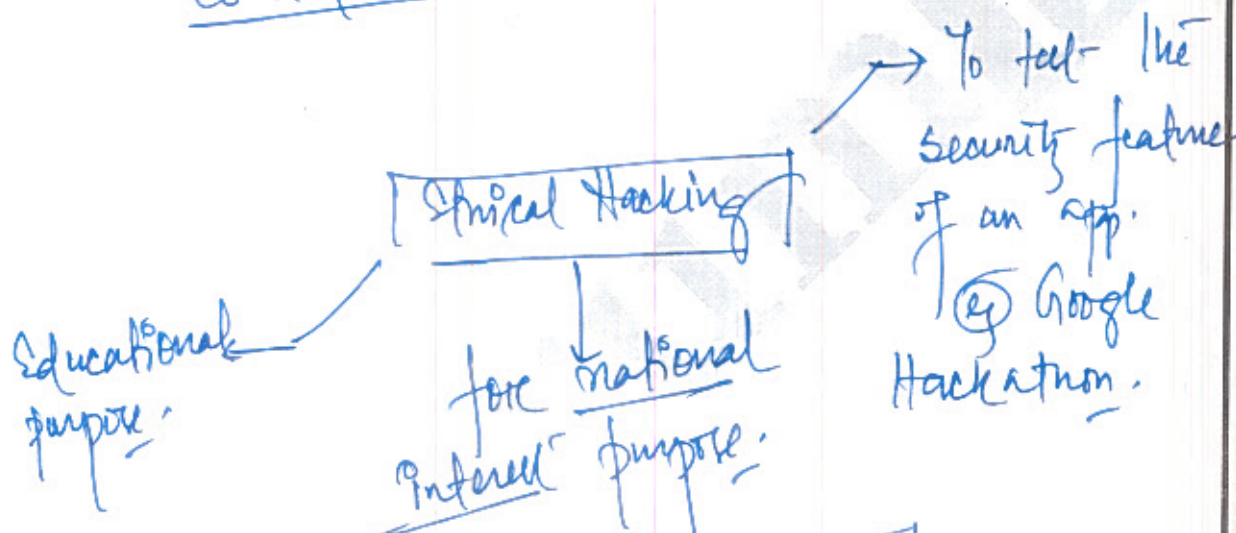 Ethical Hacking
→ To test the
security feature
of an app.
eg Google
Hackathon.
Educational
purpose.
for national
interest purpose.